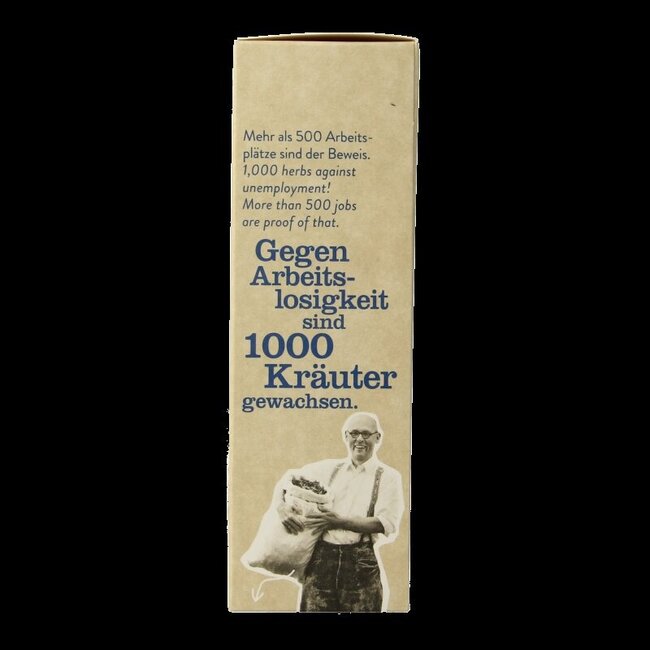 Mehr als 500 Arbeits-
plätze sind der Beweis.
1,000 herbs against
unemployment!
More than 500 jobs
are proof of that.
Gegen
Arbeits-
losigkeit
sind
1000
Kräuter
gewachsen.